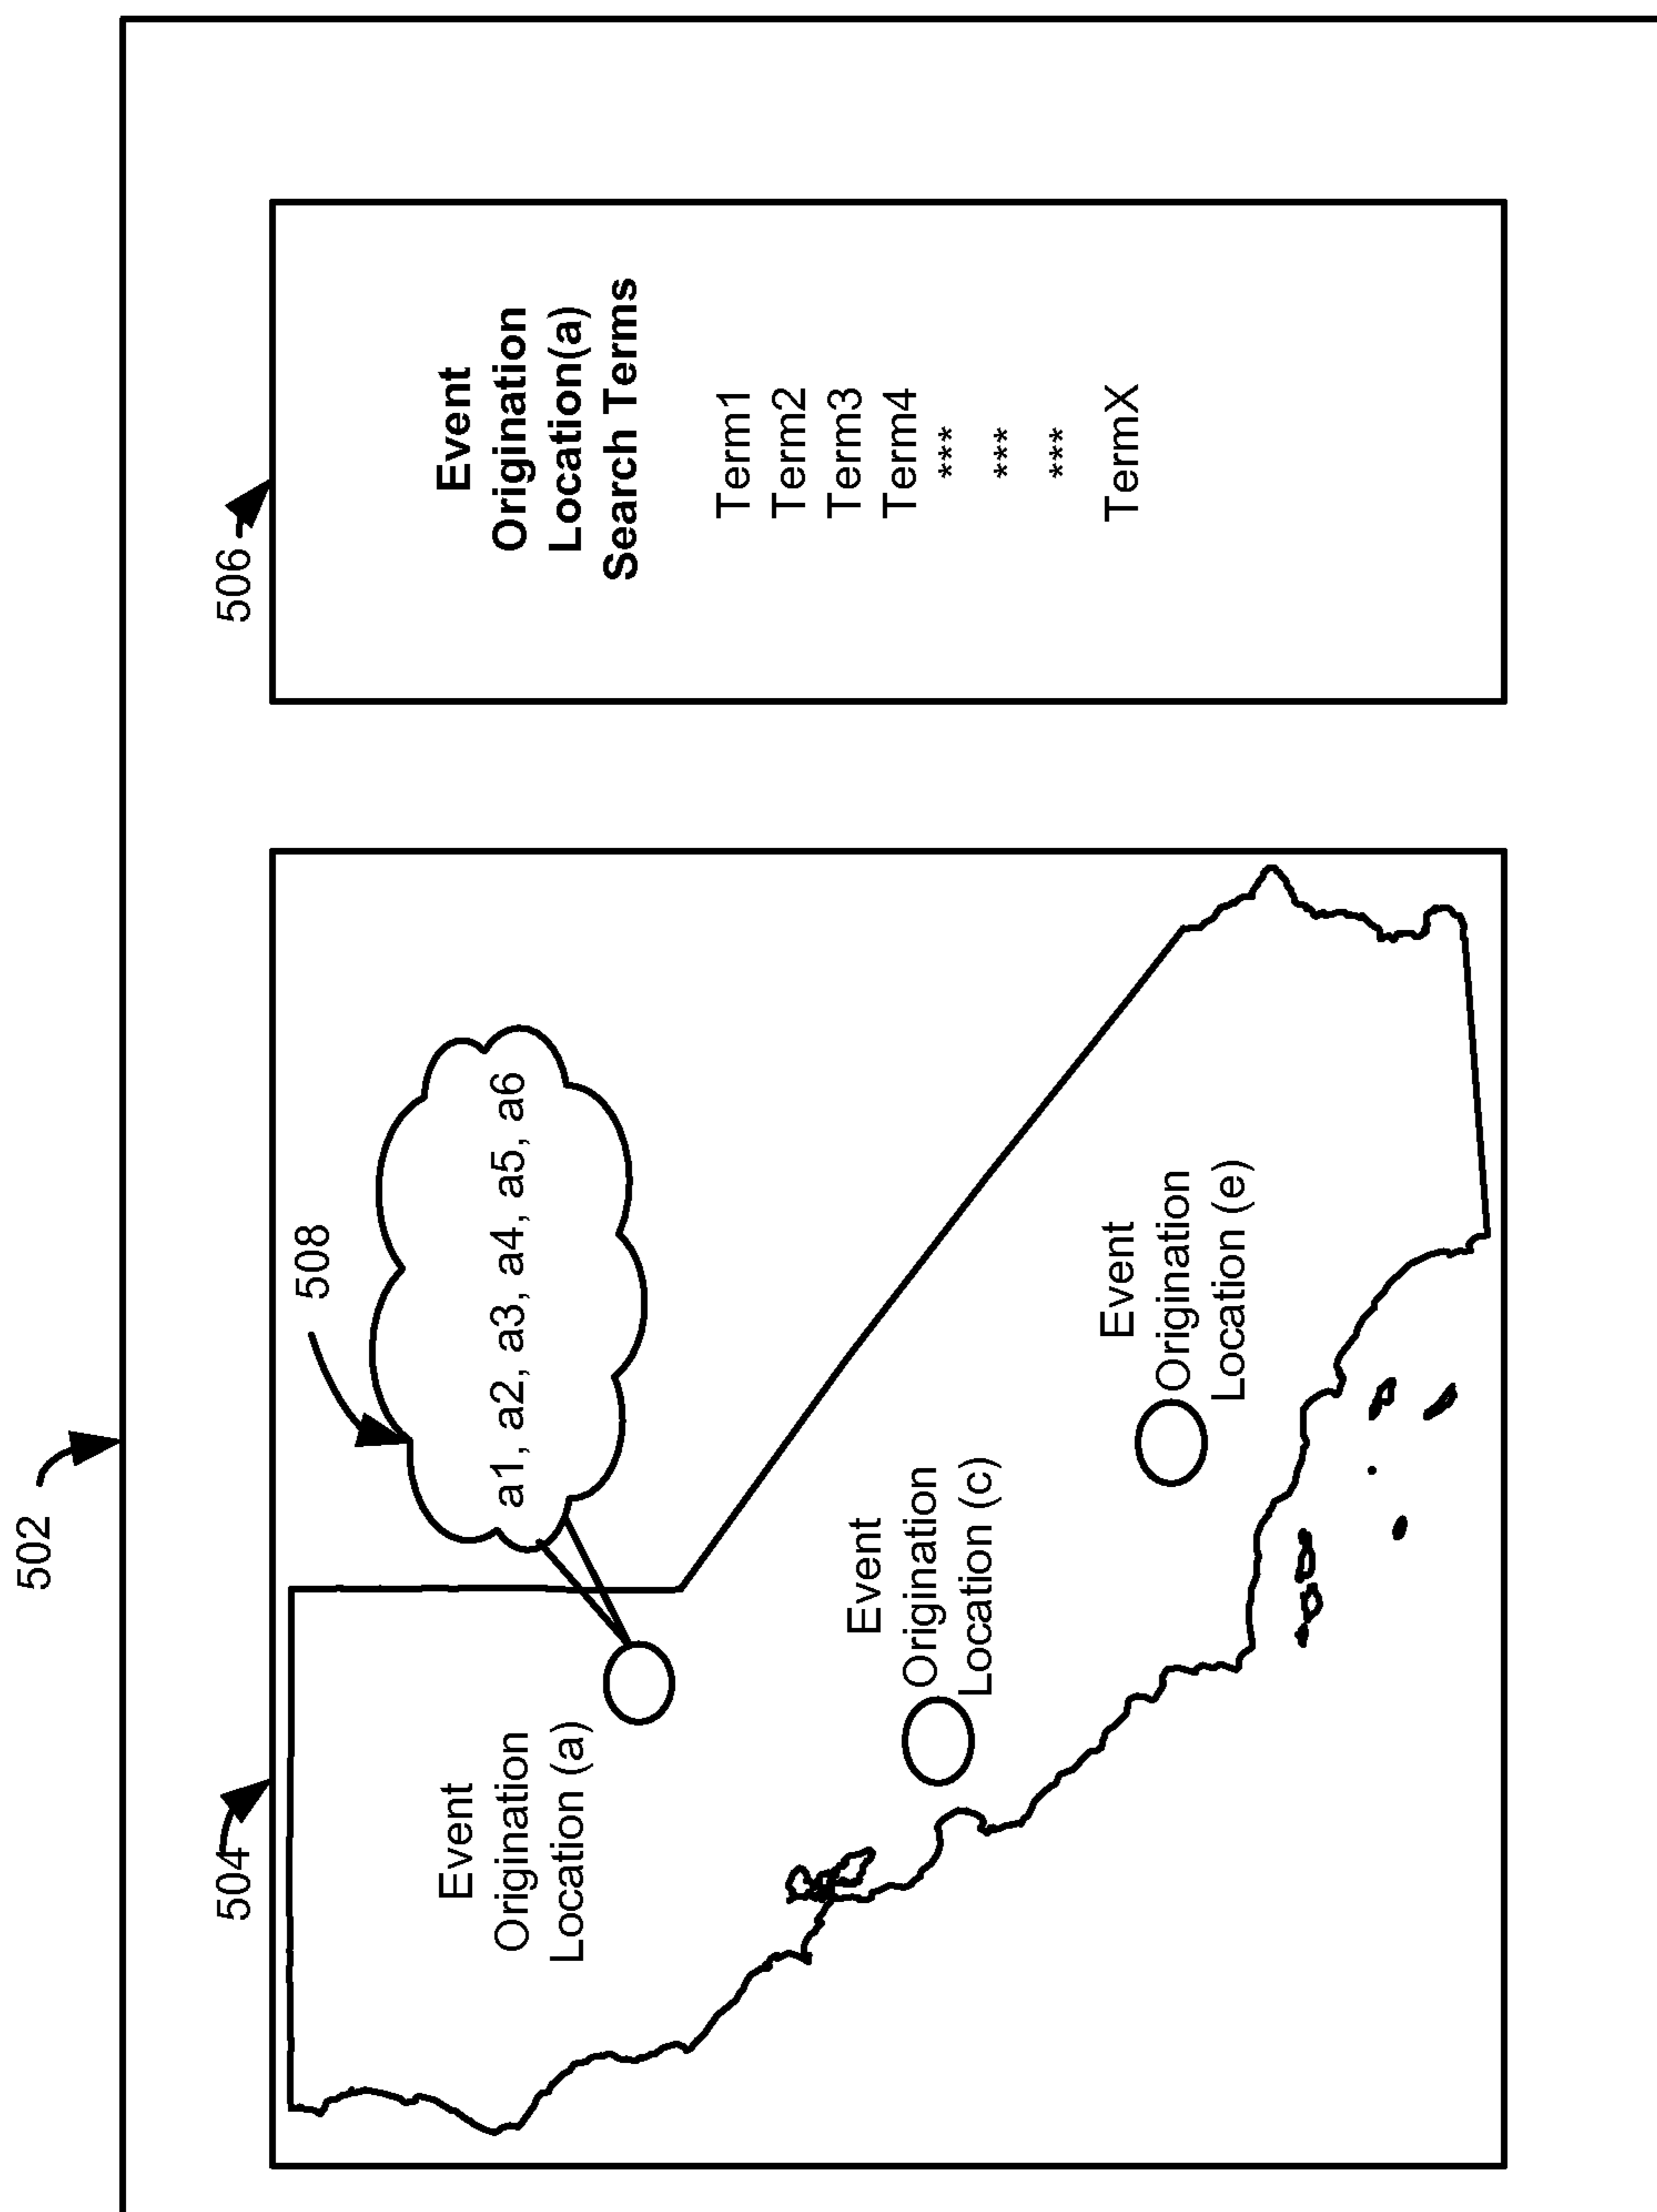 502
504
Event
Origination
Location (a)
508
a1, a2, a3, a4, a5, a6
Event
Origination
Location (c)
Event
Origination
Location (e)
506
Event
Origination
Location(a)
Search Terms
Term1
Term2
Term3
Term4
***
***
***
TermX